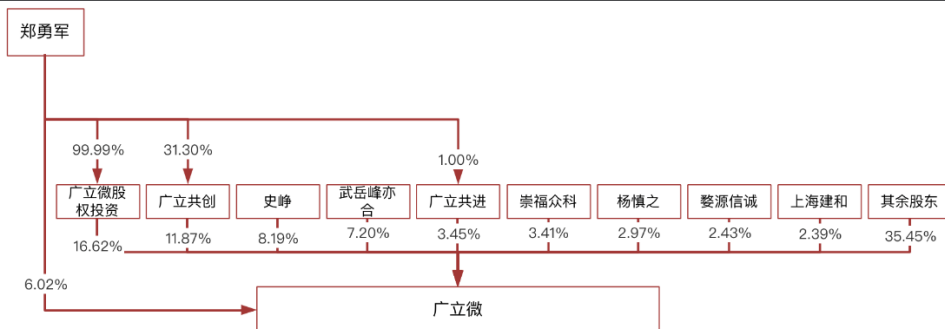 郑勇军
99.99%
31.30%
1.00%
广立微股
权投资
广立共创
史峥
武岳峰亦
合
广立共进
崇福众科
杨慎之
婺源信诚
上海建和
其余股东
16.62%
11.87%
8.19%
7.20%
3.45%
3.41%
2.97%
2.43%
2.39%
35.45%
6.02%
广立微